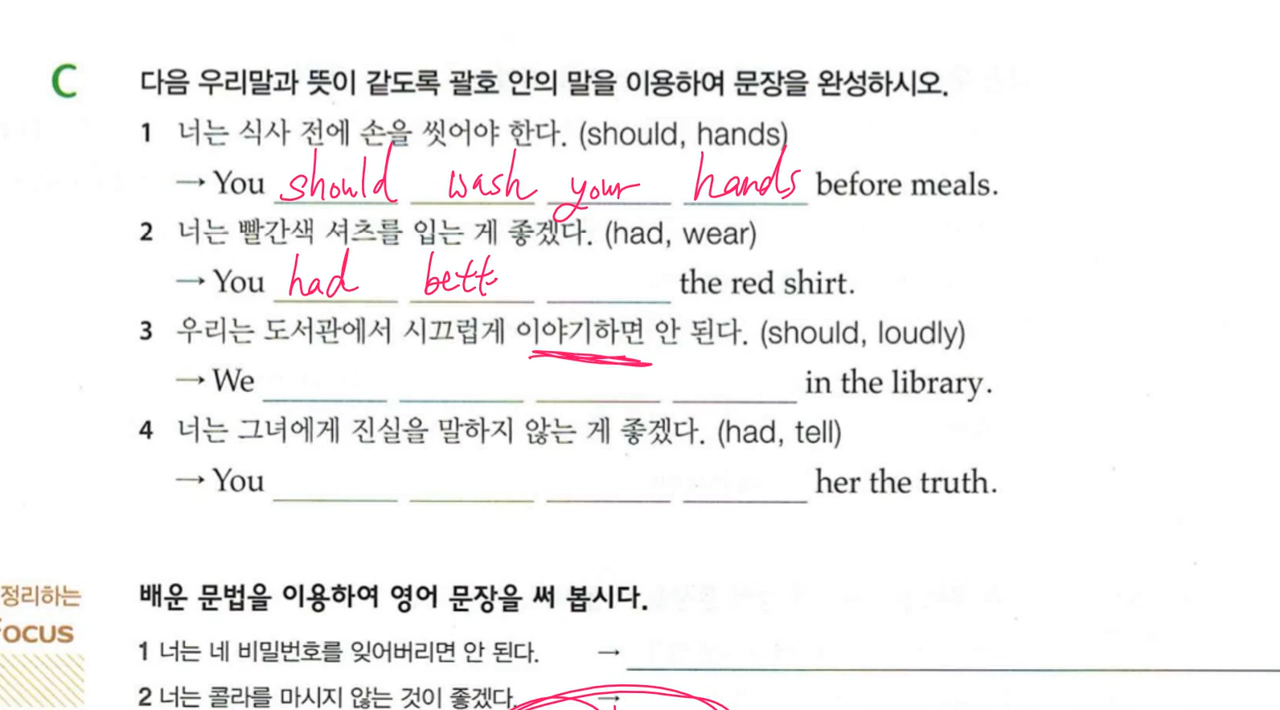 C 다음 우리말과 뜻이 같도록 괄호 안의 말을 이용하여 문장을 완성하시오.
1 너는 식사 전에 손을 씻어야 한다. (should, hands)
→ You should wash your hands before meals.
2 너는 빨간색 셔츠를 입는 게 좋겠다. (had, wear)
→ You had bett the red shirt.
3 우리는 도서관에서 시끄럽게 이야기하면 안 된다. (should, loudly)
→ We in the library.
4 너는 그녀에게 진실을 말하지 않는 게 좋겠다. (had, tell)
→ You her the truth.
정리하는 배운 문법을 이용하여 영어 문장을 써 봅시다.
FOCUS
1 너는 네 비밀번호를 잊어버리면 안 된다. →
2 너는 콜라를 마시지 않는 것이 좋겠다. →